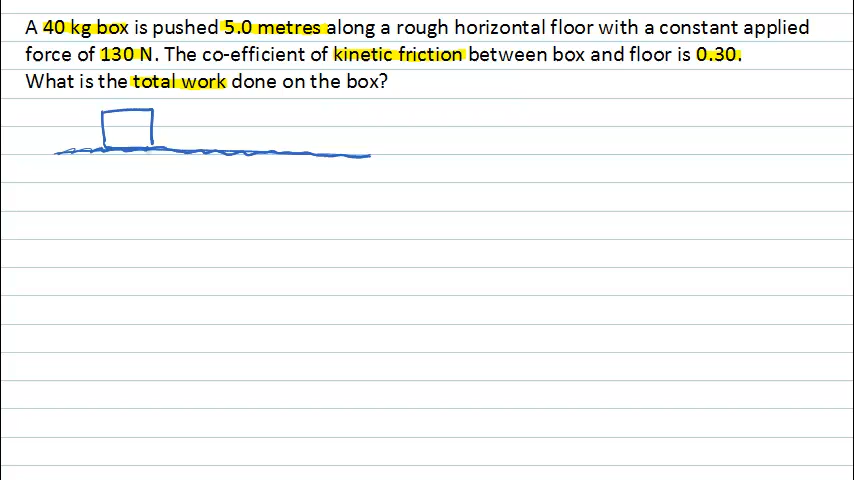 A 40 kg box is pushed 5.0 metres along a rough horizontal floor with a constant applied
force of 130 N. The co-efficient of kinetic friction between box and floor is 0.30.
What is the total work done on the box?